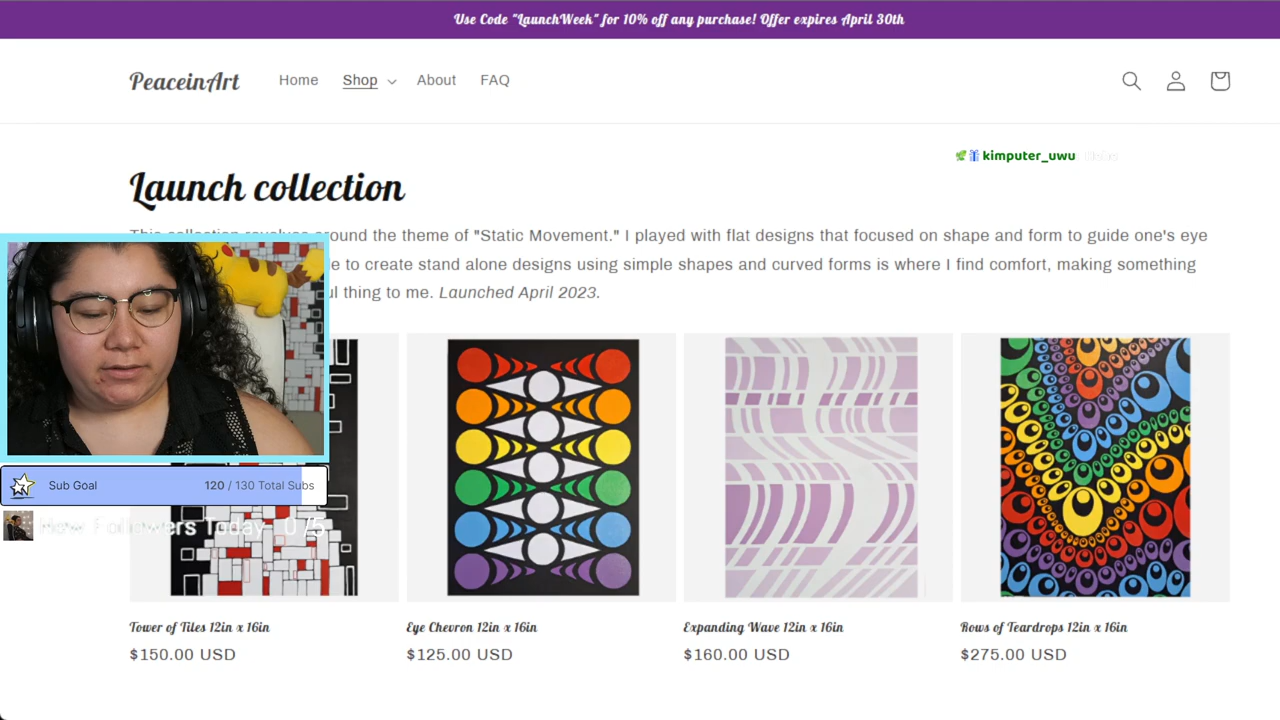 Use Code "LaunchWeek" for 10% off any purchase! Offer expires April 30th
PeaceinArt Home Shop About FAQ
kimputer_uwu
Launch collection
This collection revolves around the theme of "Static Movement." I played with flat designs that focused on shape and form to guide one's eye
e to create stand alone designs using simple shapes and curved forms is where I find comfort, making something
ul thing to me. Launched April 2023.
Sub Goal 120 / 130 Total Subs
New Followers Today 0 /5
Tower of Tiles 12in x 16in
$150.00 USD
Eye Chevron 12in x 16in
$125.00 USD
Expanding Wave 12in x 16in
$160.00 USD
Rows of Teardrops 12in x 16in
$275.00 USD